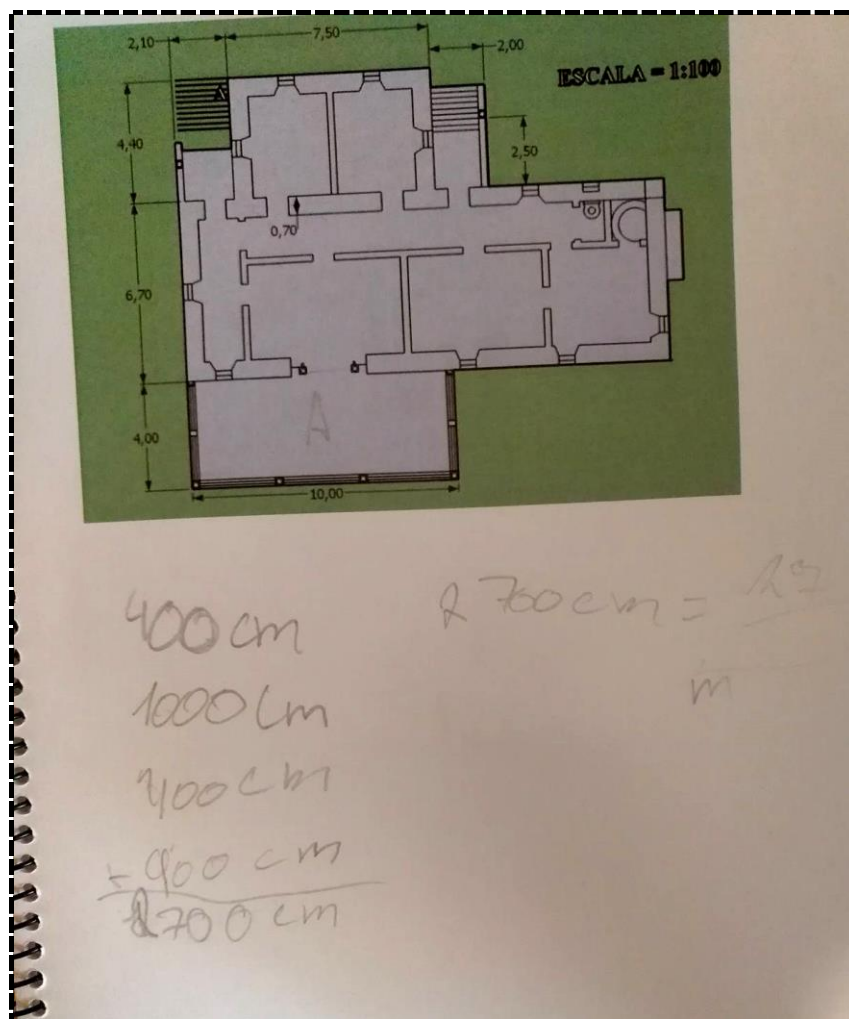 2,10 7,50 2,00
ESCALA = 1:100
A
4,40
2,50
0,70
6,70
A
4,00
10,00
400 cm
1000 cm
400 cm
+ 900 cm
2700 cm
2700 cm = 27
m